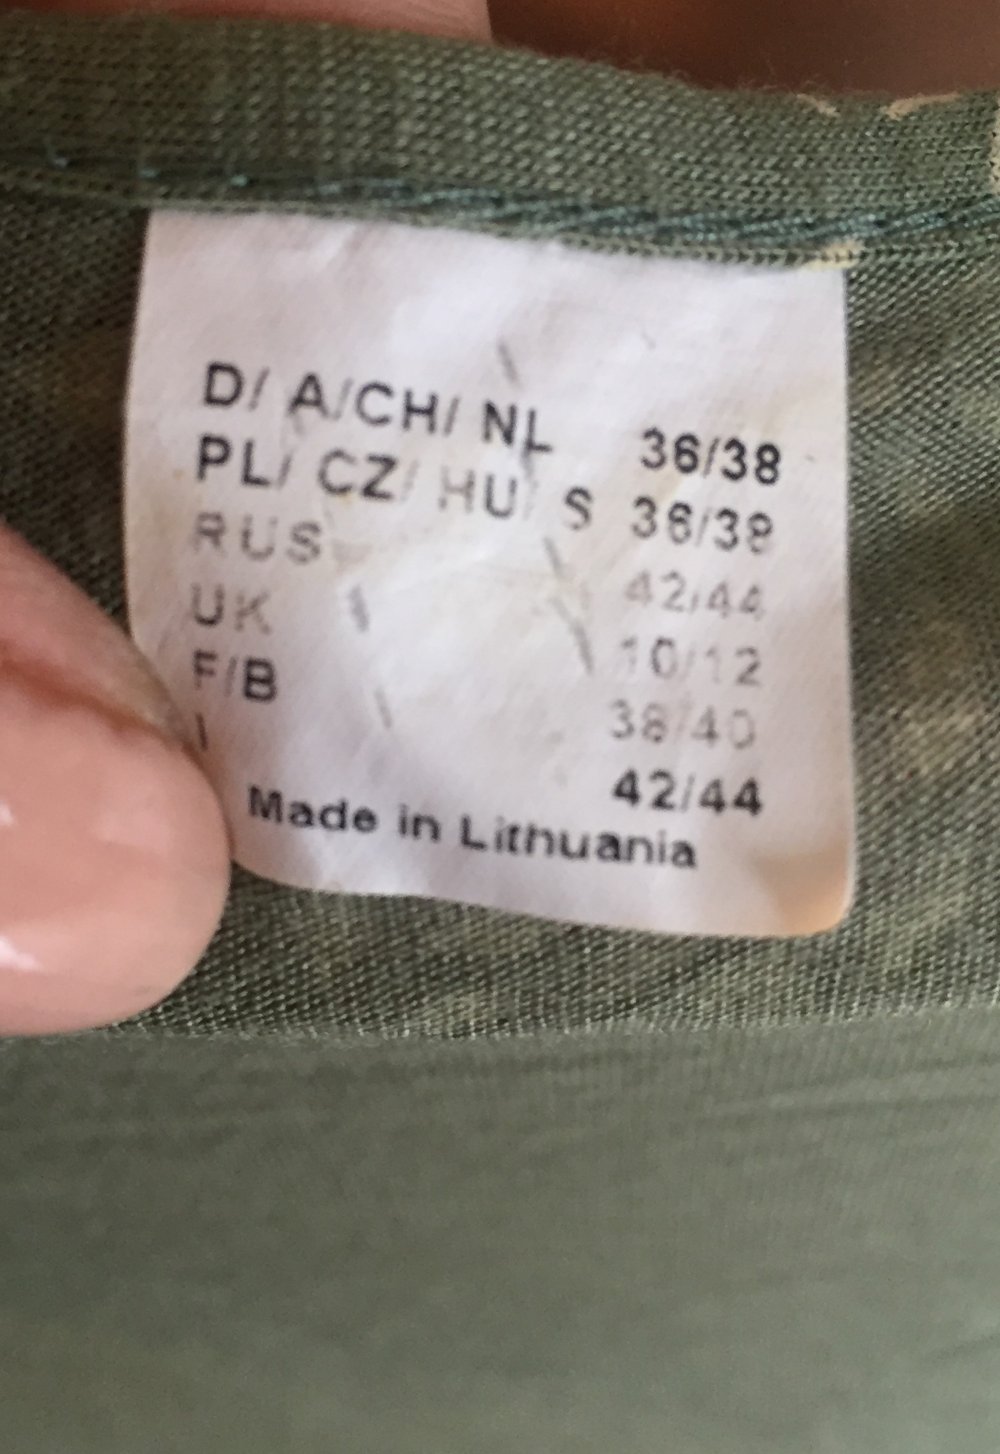 D/ A/CH/ NL 36/38
PL/ CZ/ HU/ S 36/38
RUS 42/44
UK 10/12
F/B 38/40
I 42/44
Made in Lithuania